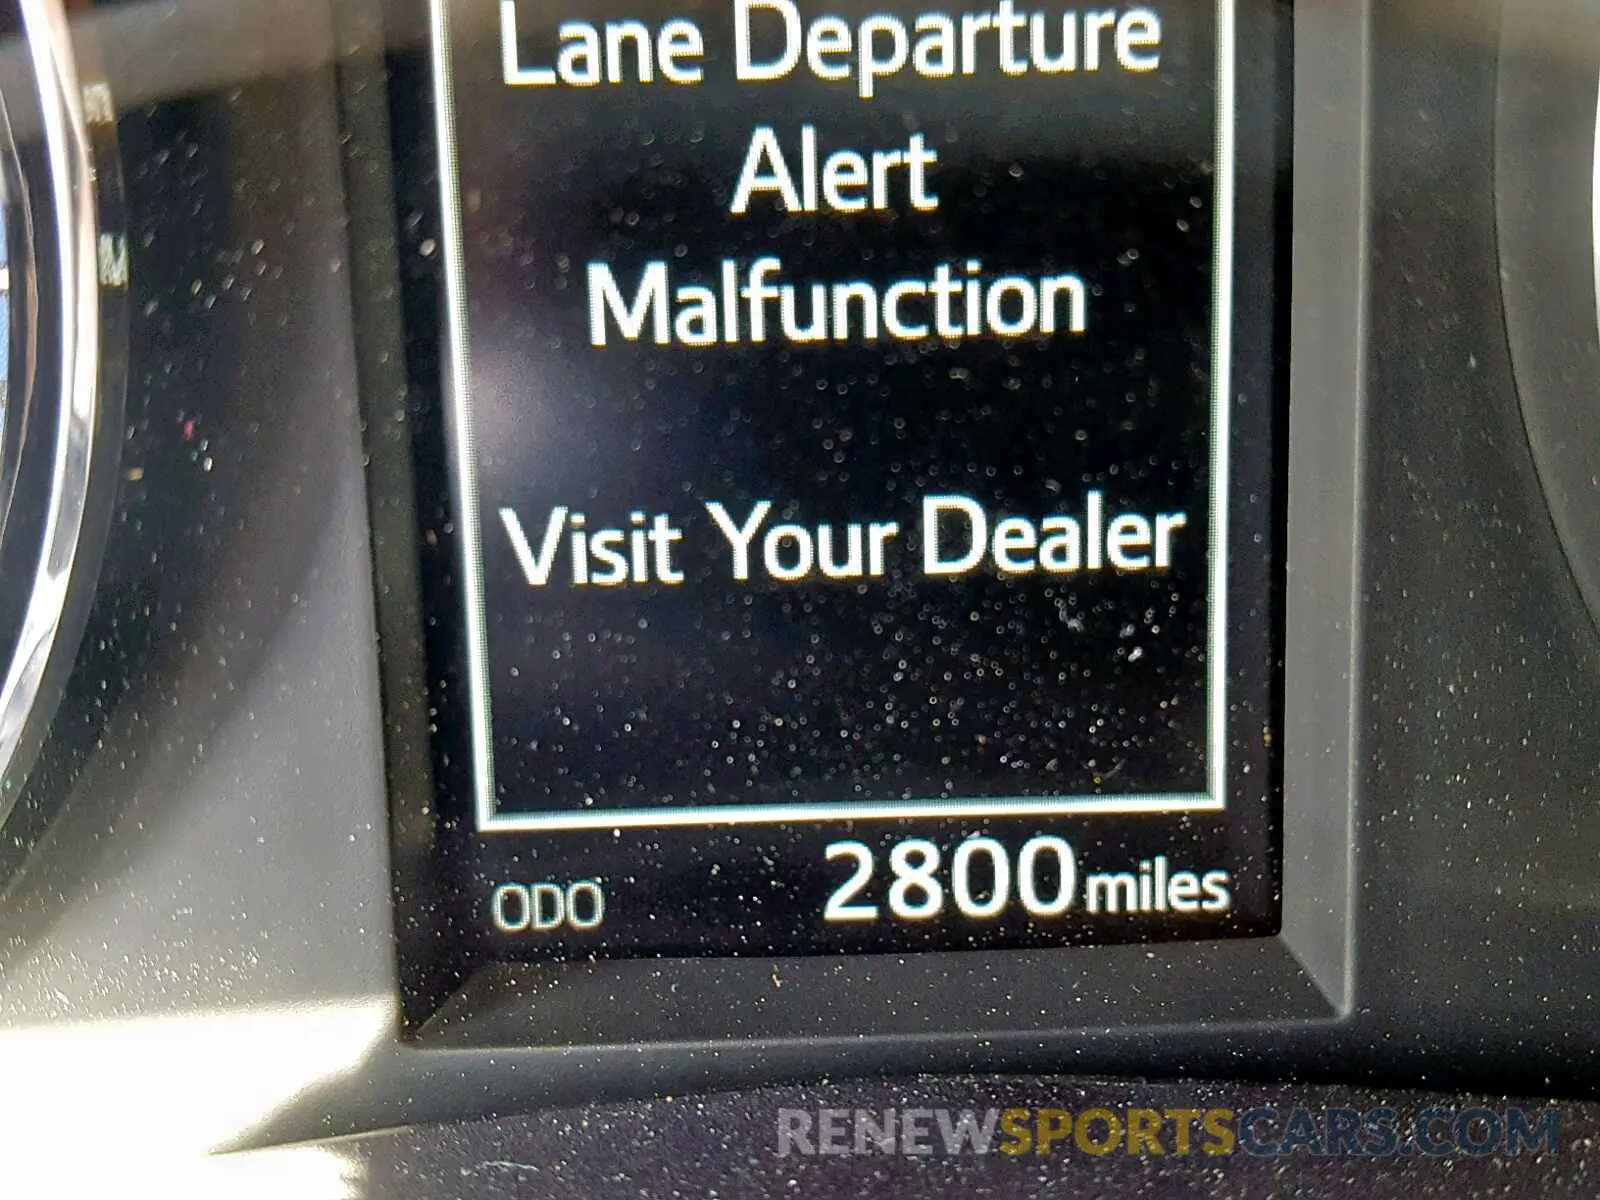 Lane Departure
Alert
Malfunction
Visit Your Dealer
ODO 2800 miles
RENEWSPORTSCARS.COM